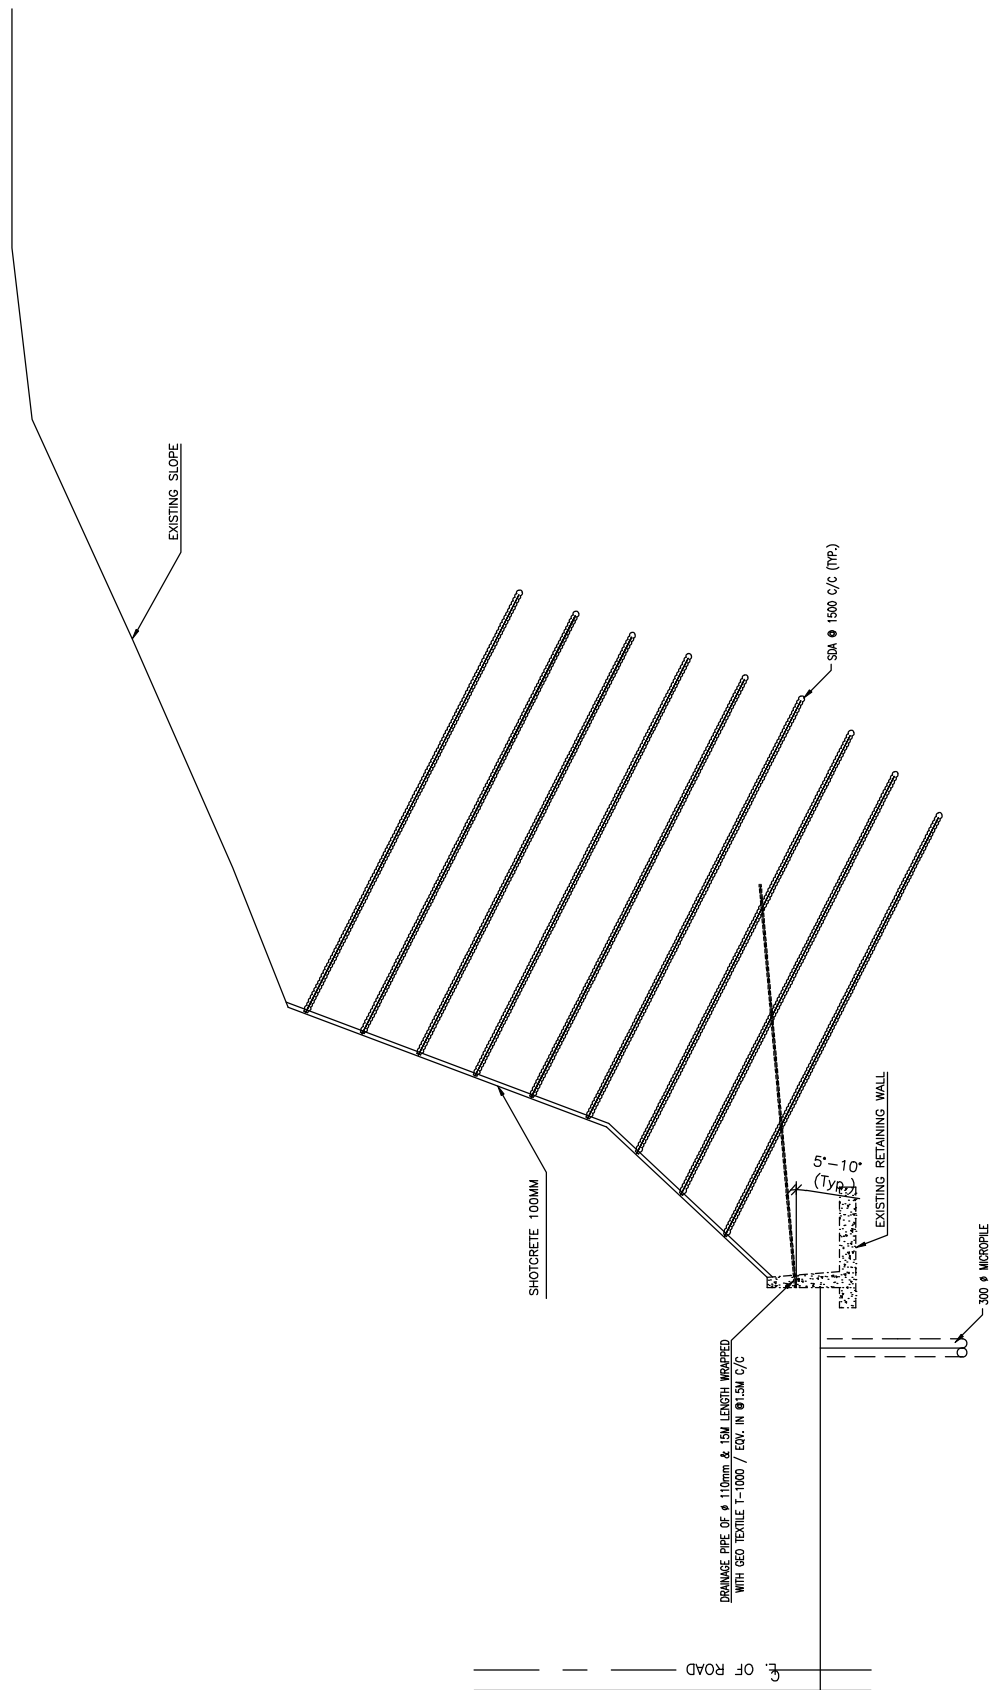 EXISTING SLOPE
SDA @ 1500 C/C (TYP.)
SHOTCRETE 100MM
5°-10°
(Typ.)
EXISTING RETAINING WALL
300 ø MICROPILE
DRAINAGE PIPE OF ø 110mm & 15M LENGTH WRAPPED
WITH GEO TEXTILE T-1000 / EQV. IN @1.5M C/C
C L. OF ROAD